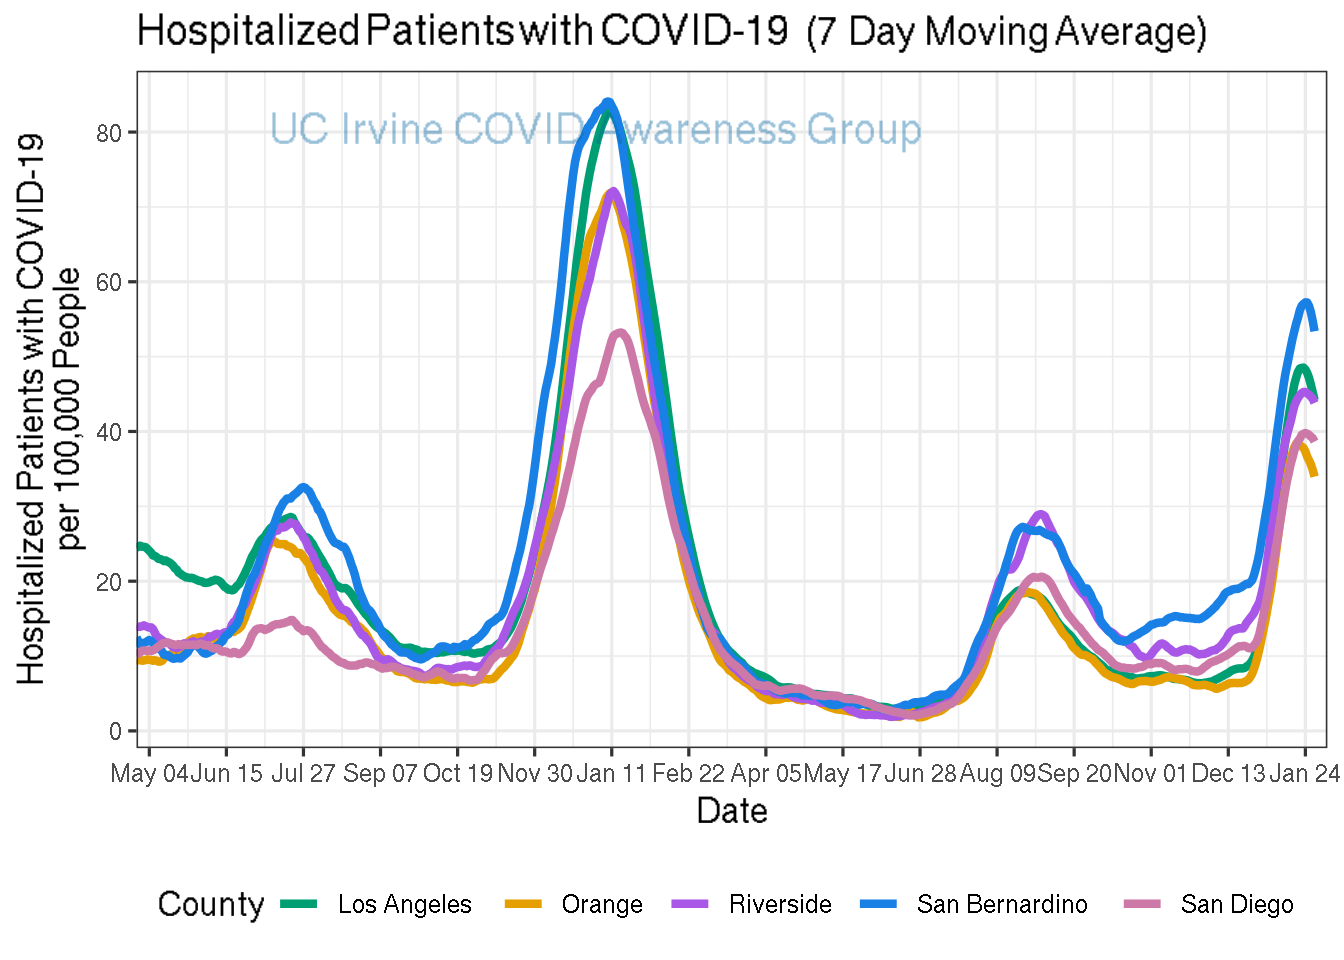 Hospitalized Patients with COVID-19 (7 Day Moving Average)
UC Irvine COVID Awareness Group
Hospitalized Patients with COVID-19
per 100,000 People
80
60
40
20
0
May 04 Jun 15 Jul 27 Sep 07 Oct 19 Nov 30 Jan 11 Feb 22 Apr 05 May 17 Jun 28 Aug 09 Sep 20 Nov 01 Dec 13 Jan 24
Date
County Los Angeles Orange Riverside San Bernardino San Diego